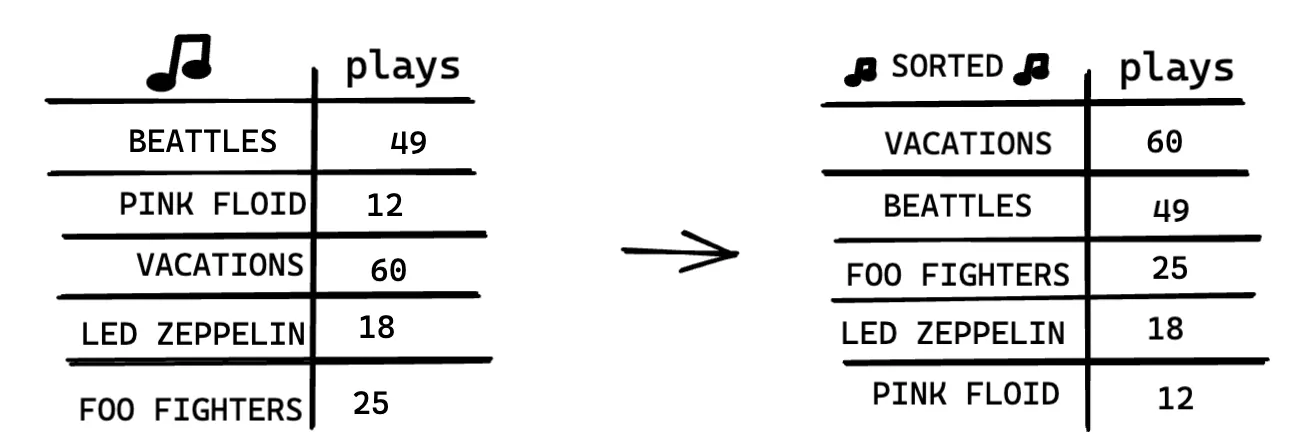 plays
BEATTLES 49
PINK FLOID 12
VACATIONS 60
LED ZEPPELIN 18
FOO FIGHTERS 25
SORTED plays
VACATIONS 60
BEATTLES 49
FOO FIGHTERS 25
LED ZEPPELIN 18
PINK FLOID 12